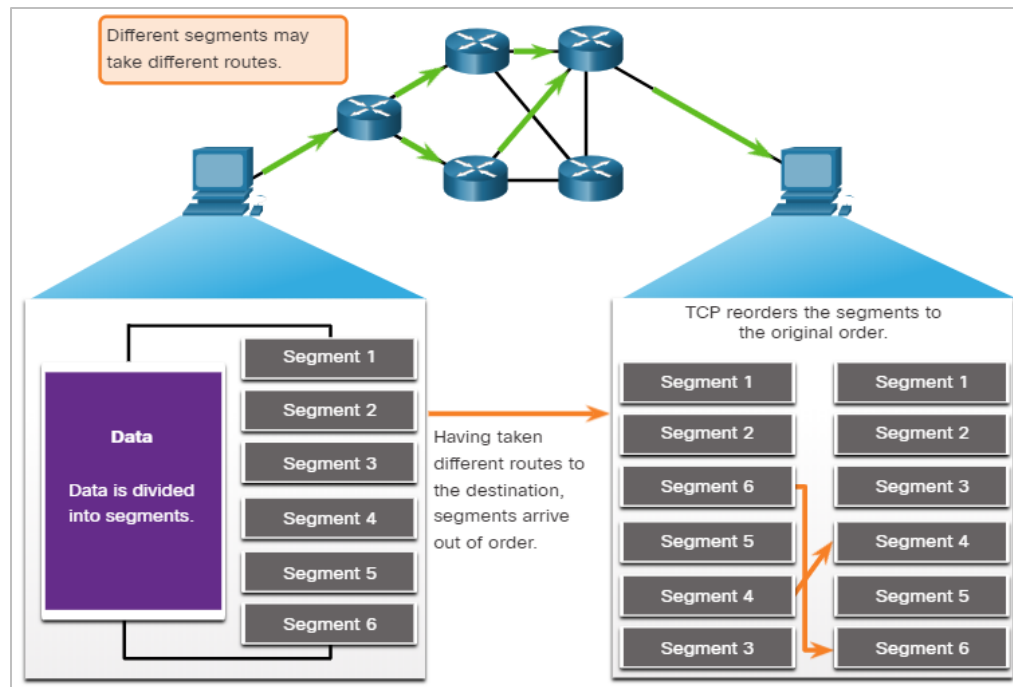 Different segments may
take different routes.
Data
Data is divided
into segments.
Segment 1
Segment 2
Segment 3
Segment 4
Segment 5
Segment 6
Having taken
different routes to
the destination,
segments arrive
out of order.
TCP reorders the segments to
the original order.
Segment 1
Segment 2
Segment 6
Segment 5
Segment 4
Segment 3
Segment 1
Segment 2
Segment 3
Segment 4
Segment 5
Segment 6